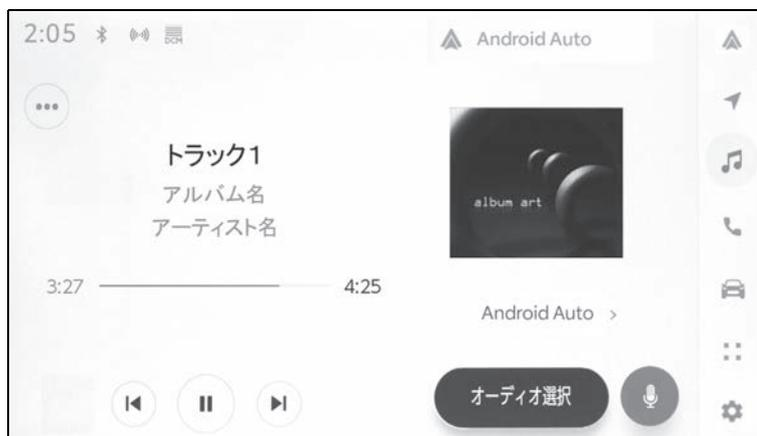 2:05
DCM
Android Auto
トラック1
アルバム名
アーティスト名
album art
3:27
4:25
Android Auto
オーディオ選択